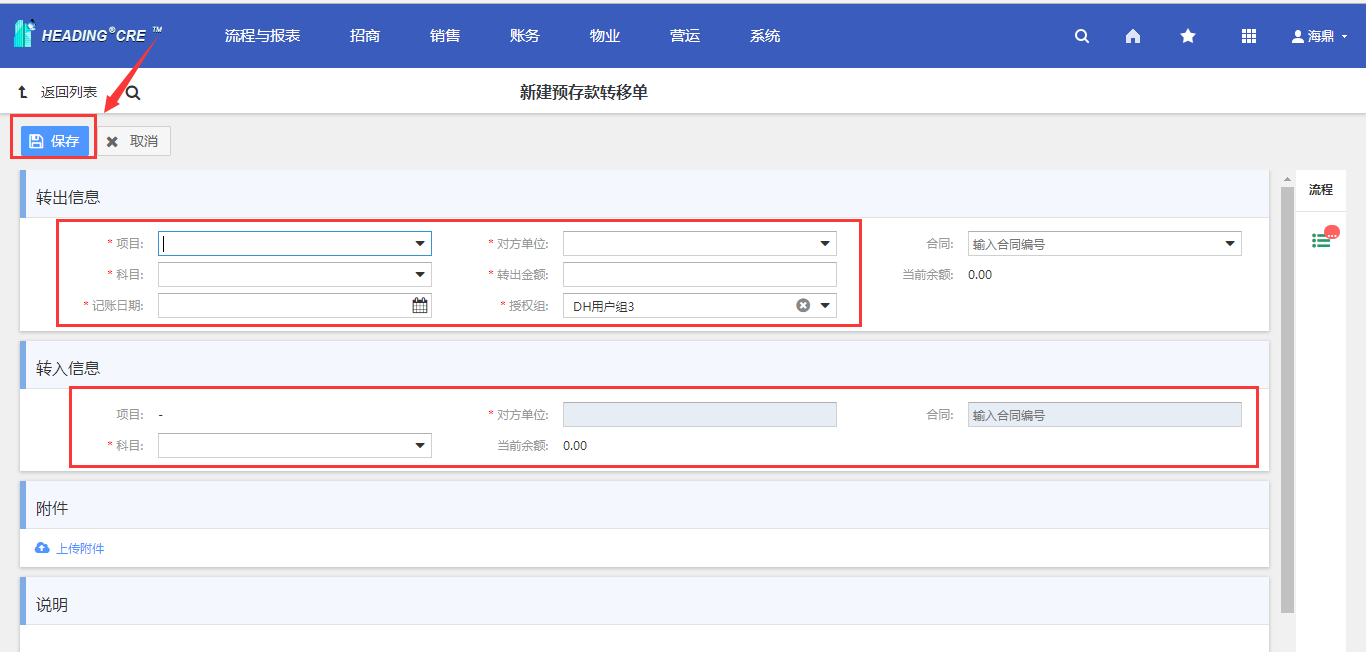 HEADING®CRE ™ 流程与报表 招商 销售 账务 物业 营运 系统 海鼎
返回列表 新建预存款转移单
保存 取消
转出信息 流程
* 项目: * 对方单位: 合同: 输入合同编号
* 科目: * 转出金额: 当前余额: 0.00
* 记账日期: * 授权组: DH用户组3
转入信息
项目: - * 对方单位: 合同: 输入合同编号
* 科目: 当前余额: 0.00
附件
上传附件
说明